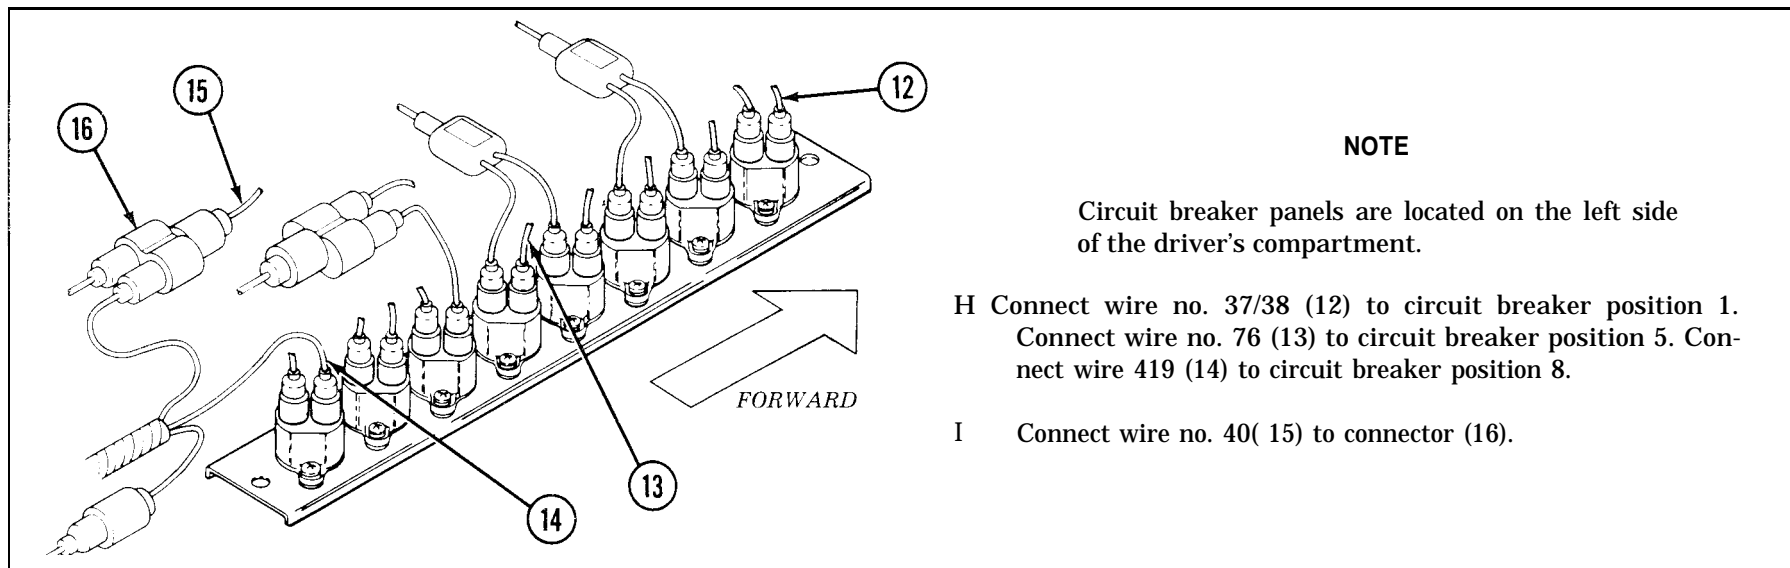 16
15
12
13
14
FORWARD
NOTE
Circuit breaker panels are located on the left side
of the driver's compartment.
H Connect wire no. 37/38 (12) to circuit breaker position 1.
Connect wire no. 76 (13) to circuit breaker position 5. Con-
nect wire 419 (14) to circuit breaker position 8.
I Connect wire no. 40( 15) to connector (16).